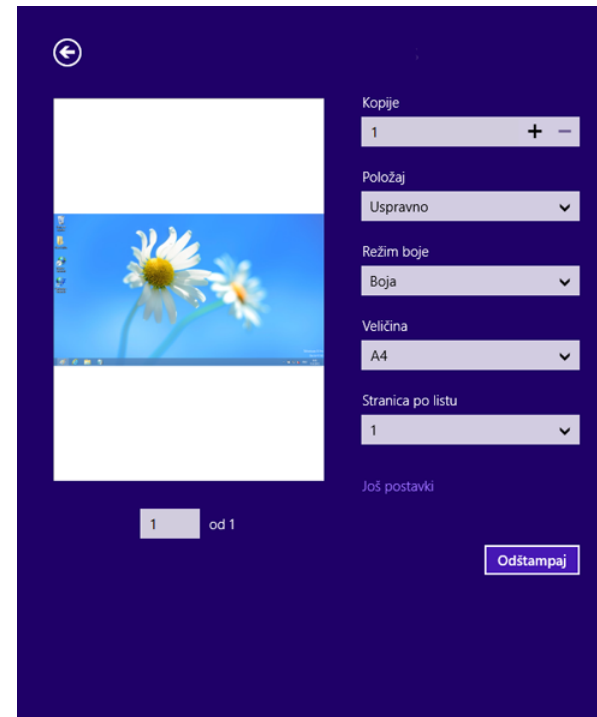 Kopije
1
Položaj
Uspravno
Režim boje
Boja
Veličina
A4
Stranica po listu
1
Još postavki
1 od 1
Odštampaj